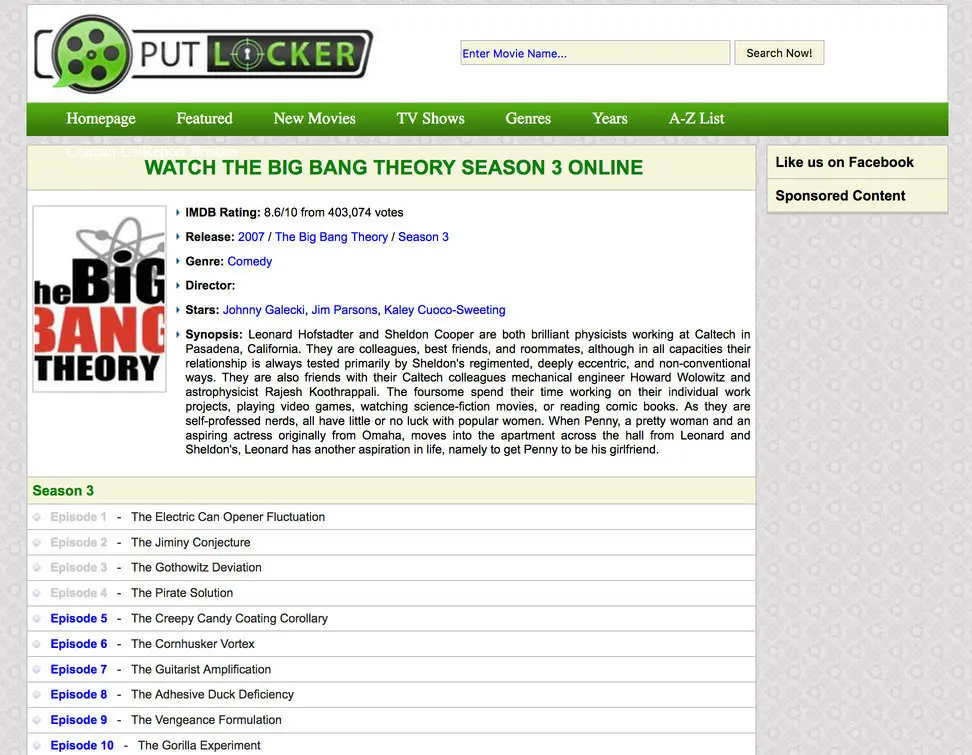 PUT LOCKER
Enter Movie Name...
Search Now!
Homepage
Featured
New Movies
TV Shows
Genres
Years
A-Z List
WATCH THE BIG BANG THEORY SEASON 3 ONLINE
Like us on Facebook
Sponsored Content
heBiG
BANG
THEORY
IMDB Rating: 8.6/10 from 403,074 votes
Release: 2007 / The Big Bang Theory / Season 3
Genre: Comedy
Director:
Stars: Johnny Galecki, Jim Parsons, Kaley Cuoco-Sweeting
Synopsis: Leonard Hofstadter and Sheldon Cooper are both brilliant physicists working at Caltech in
Pasadena, California. They are colleagues, best friends, and roommates, although in all capacities their
relationship is always tested primarily by Sheldon's regimented, deeply eccentric, and non-conventional
ways. They are also friends with their Caltech colleagues mechanical engineer Howard Wolowitz and
astrophysicist Rajesh Koothrappali. The foursome spend their time working on their individual work
projects, playing video games, watching science-fiction movies, or reading comic books. As they are
self-professed nerds, all have little or no luck with popular women. When Penny, a pretty woman and an
aspiring actress originally from Omaha, moves into the apartment across the hall from Leonard and
Sheldon's, Leonard has another aspiration in life, namely to get Penny to be his girlfriend.
Season 3
Episode 1 - The Electric Can Opener Fluctuation
Episode 2 - The Jiminy Conjecture
Episode 3 - The Gothowitz Deviation
Episode 4 - The Pirate Solution
Episode 5 - The Creepy Candy Coating Corollary
Episode 6 - The Cornhusker Vortex
Episode 7 - The Guitarist Amplification
Episode 8 - The Adhesive Duck Deficiency
Episode 9 - The Vengeance Formulation
Episode 10 - The Gorilla Experiment